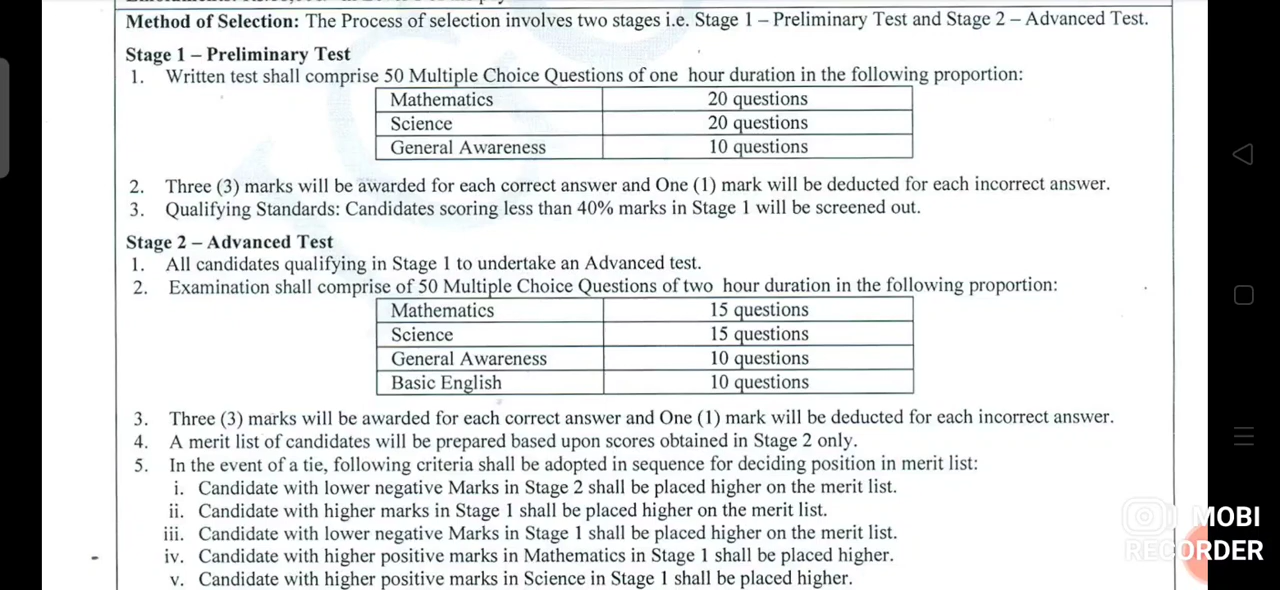 Method of Selection: The Process of selection involves two stages i.e. Stage 1 – Preliminary Test and Stage 2 – Advanced Test.
Stage 1 – Preliminary Test
1. Written test shall comprise 50 Multiple Choice Questions of one hour duration in the following proportion:
Mathematics 20 questions
Science 20 questions
General Awareness 10 questions
2. Three (3) marks will be awarded for each correct answer and One (1) mark will be deducted for each incorrect answer.
3. Qualifying Standards: Candidates scoring less than 40% marks in Stage 1 will be screened out.
Stage 2 – Advanced Test
1. All candidates qualifying in Stage 1 to undertake an Advanced test.
2. Examination shall comprise of 50 Multiple Choice Questions of two hour duration in the following proportion:
Mathematics 15 questions
Science 15 questions
General Awareness 10 questions
Basic English 10 questions
3. Three (3) marks will be awarded for each correct answer and One (1) mark will be deducted for each incorrect answer.
4. A merit list of candidates will be prepared based upon scores obtained in Stage 2 only.
5. In the event of a tie, following criteria shall be adopted in sequence for deciding position in merit list:
i. Candidate with lower negative Marks in Stage 2 shall be placed higher on the merit list.
ii. Candidate with higher marks in Stage 1 shall be placed higher on the merit list.
iii. Candidate with lower negative Marks in Stage 1 shall be placed higher on the merit list.
iv. Candidate with higher positive marks in Mathematics in Stage 1 shall be placed higher.
v. Candidate with higher positive marks in Science in Stage 1 shall be placed higher.
MOBI
RECORDER